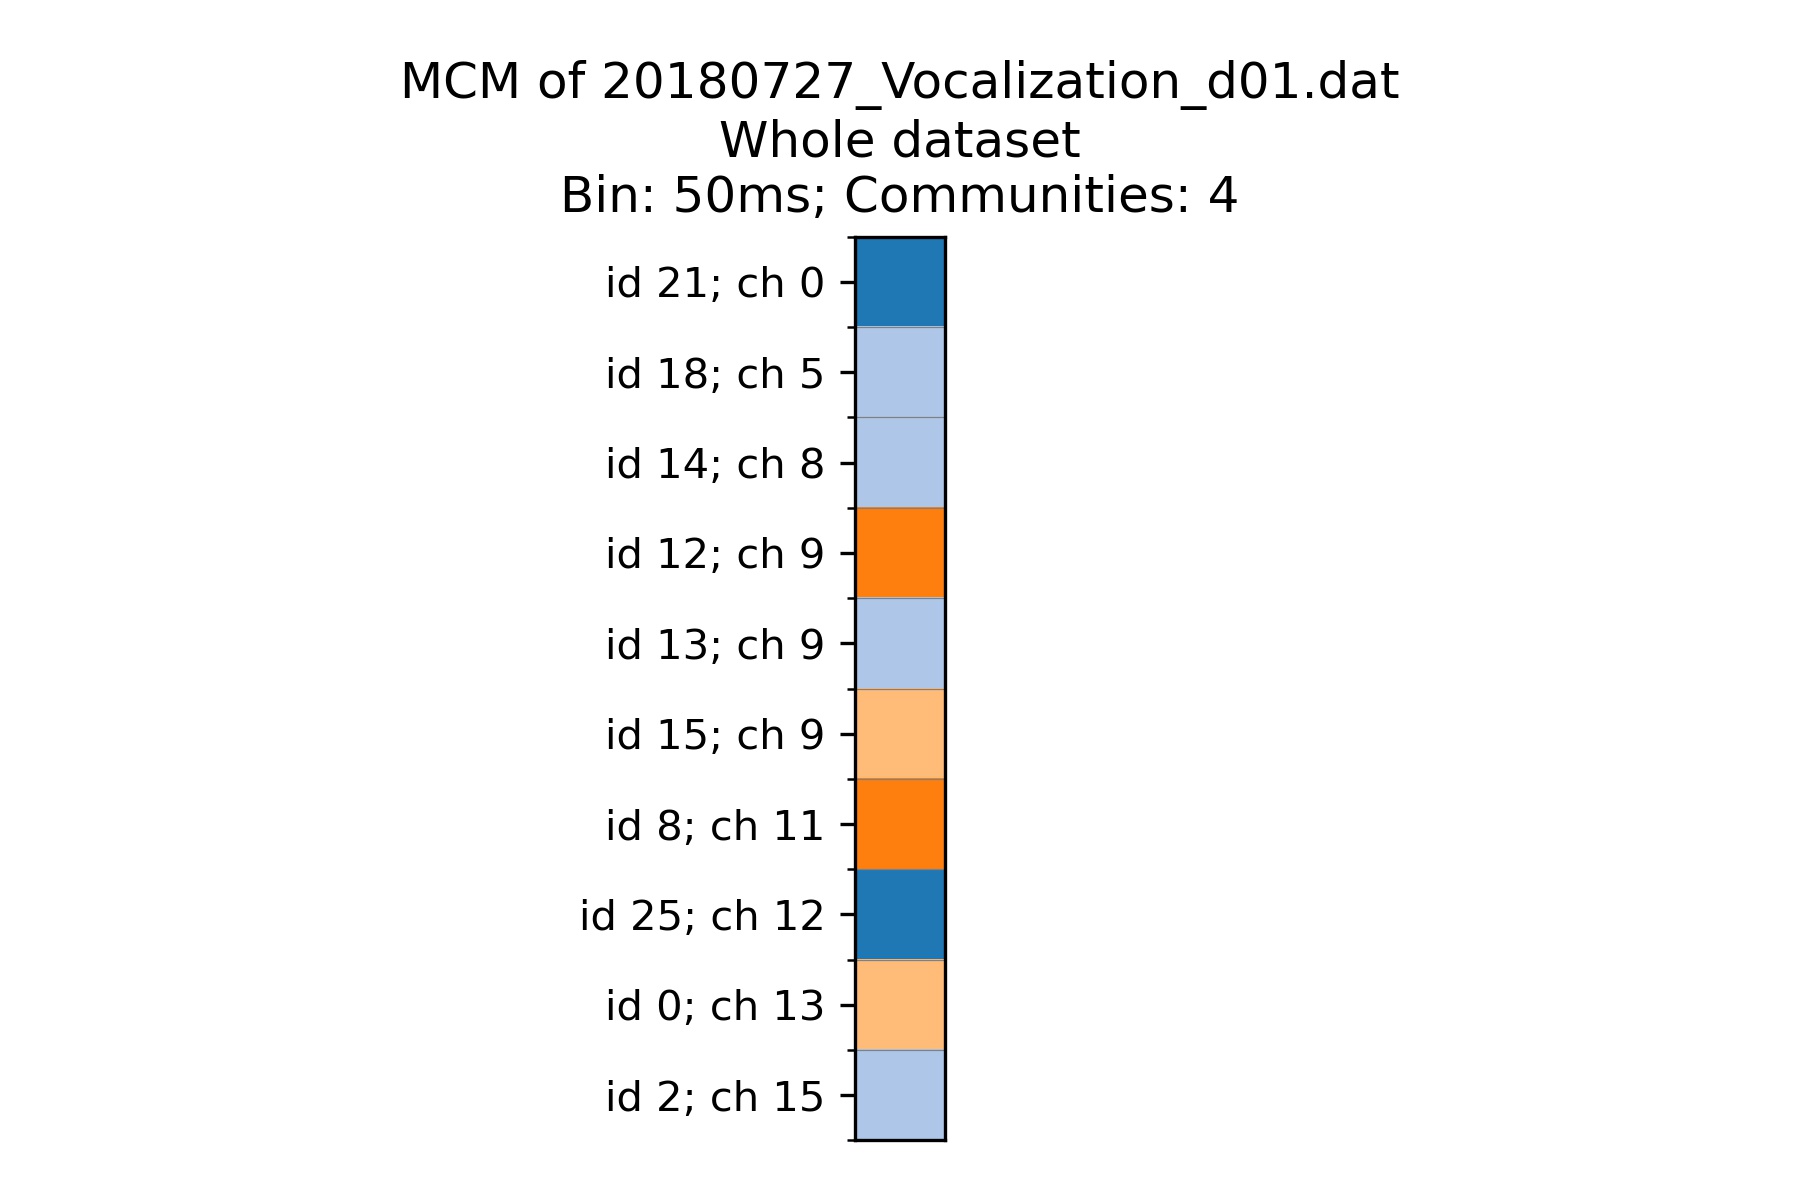 MCM of 20180727_Vocalization_d01.dat
Whole dataset
Bin: 50ms; Communities: 4
id 21; ch 0
id 18; ch 5
id 14; ch 8
id 12; ch 9
id 13; ch 9
id 15; ch 9
id 8; ch 11
id 25; ch 12
id 0; ch 13
id 2; ch 15